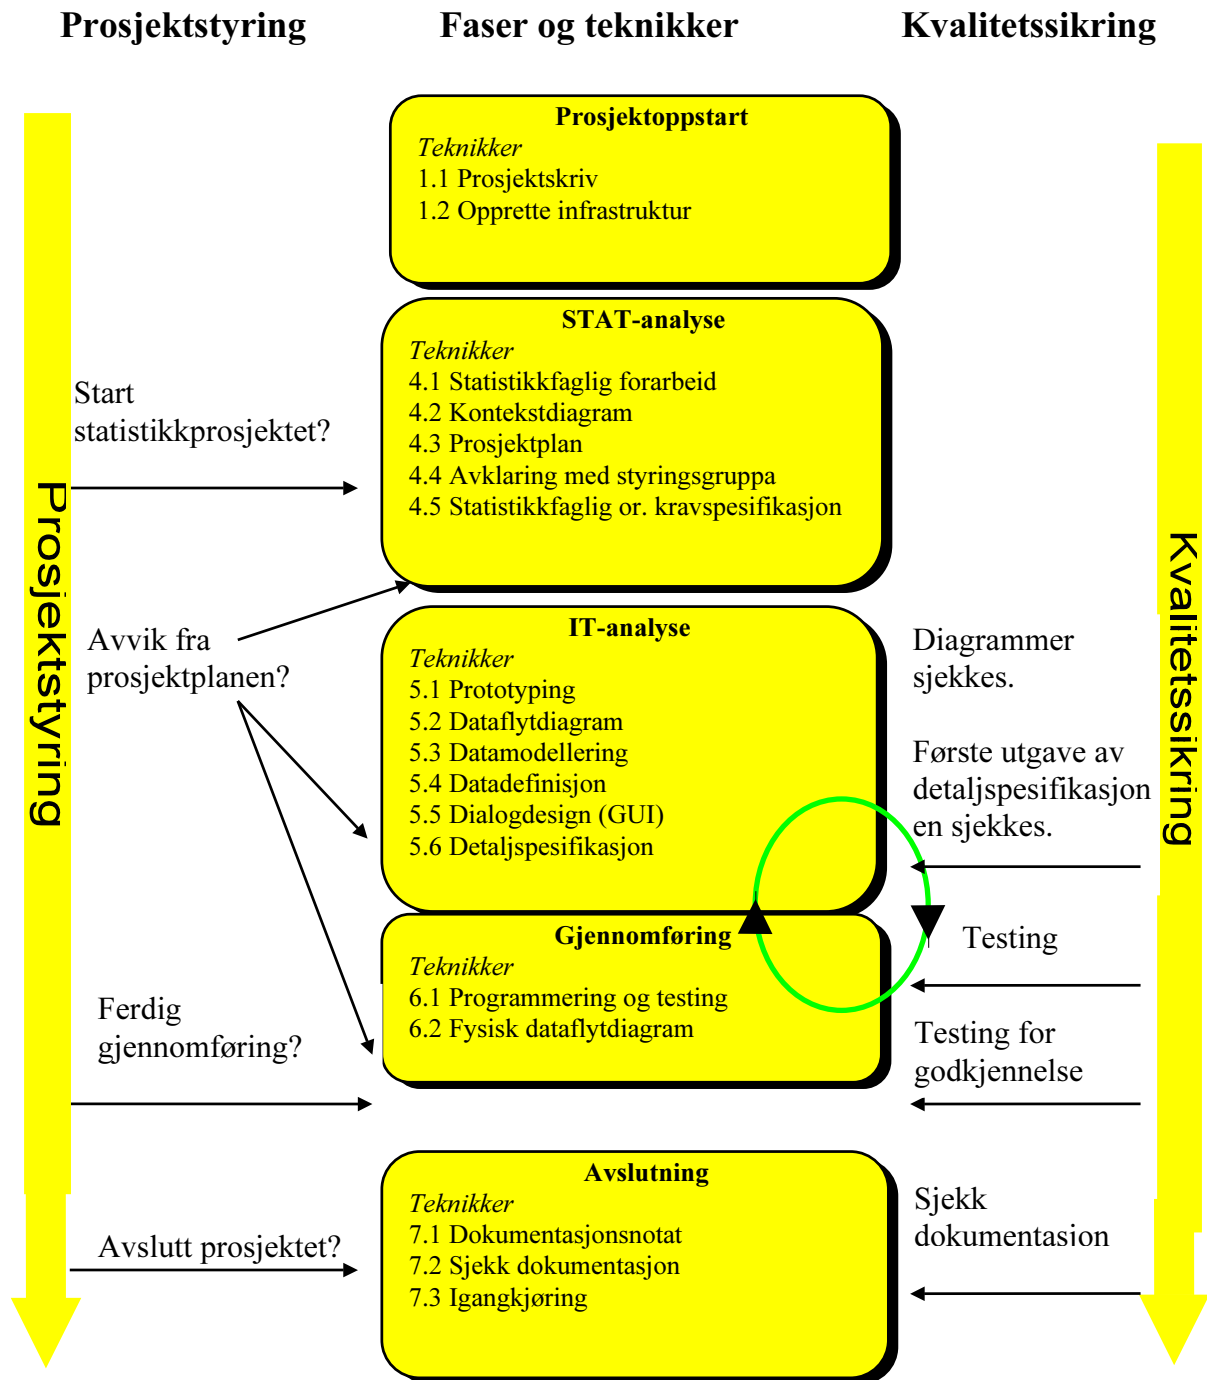 Prosjektstyring
Faser og teknikker
Kvalitetssikring
Prosjektoppstart
Teknikker
1.1 Prosjektskriv
1.2 Opprette infrastruktur
STAT-analyse
Teknikker
4.1 Statistikkfaglig forarbeid
4.2 Kontekstdiagram
4.3 Prosjektplan
4.4 Avklaring med styringsgruppa
4.5 Statistikkfaglig or. kravspesifikasjon
Start
statistikkprosjektet?
Prosjektstyring
Avvik fra
prosjektplanen?
IT-analyse
Teknikker
5.1 Prototyping
5.2 Dataflytdiagram
5.3 Datamodellering
5.4 Datadefinisjon
5.5 Dialogdesign (GUI)
5.6 Detaljspesifikasjon
Diagrammer
sjekkes.
Første utgave av
detaljspesifikasjon
en sjekkes.
Kvalitetssikring
Gjennomføring
Teknikker
6.1 Programmering og testing
6.2 Fysisk dataflytdiagram
Testing
Ferdig
gjennomføring?
Testing for
godkjennelse
Avslutning
Teknikker
7.1 Dokumentasjonsnotat
7.2 Sjekk dokumentasjon
7.3 Igangkjøring
Avslutt prosjektet?
Sjekk
dokumentasjon